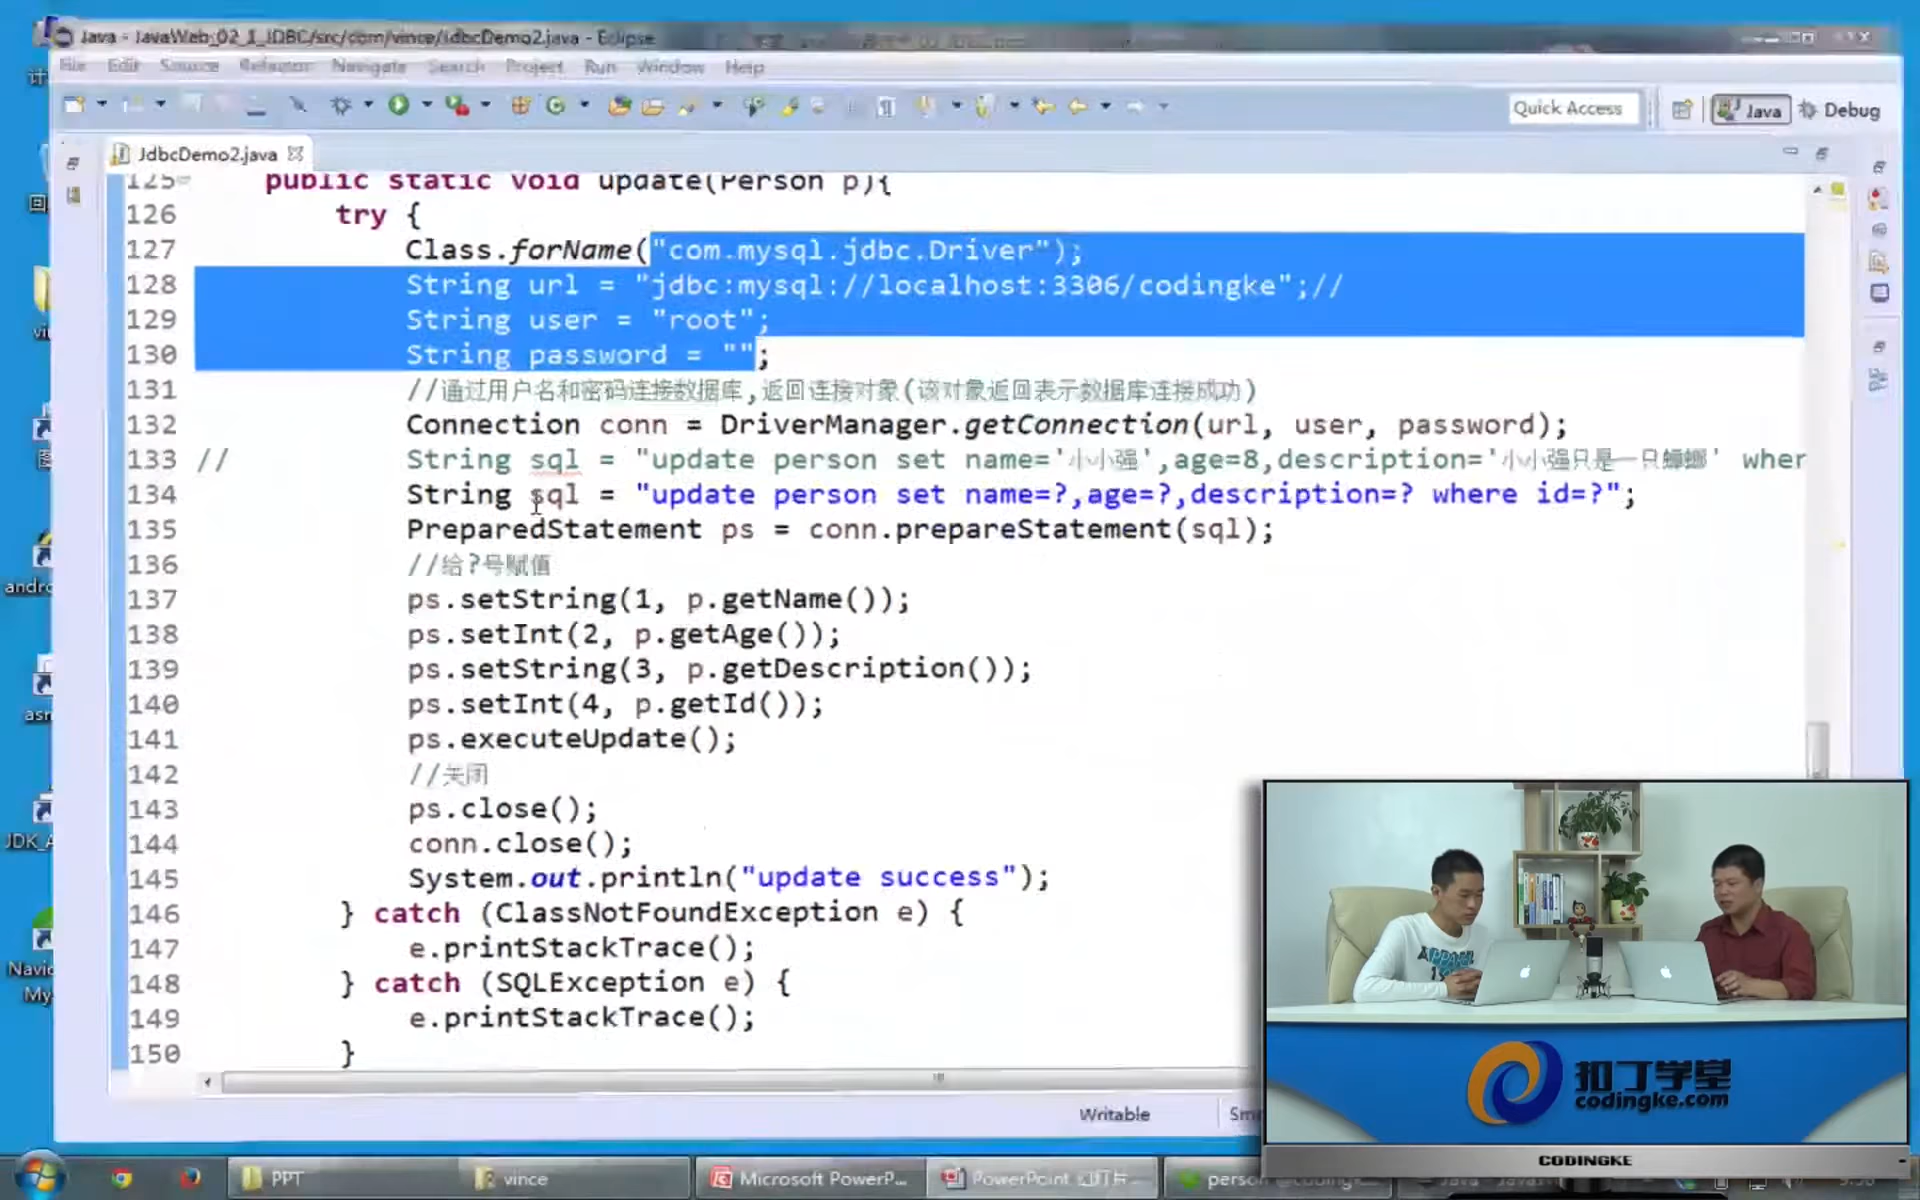 Java - JavaWeb_02_1_JDBC/src/com/vince/JdbcDemo2.java - Eclipse
File Edit Source Refactor Navigate Search Project Run Window Help
Quick Access
Java
Debug
JdbcDemo2.java
125 public static void update(Person p){
126 try {
127 Class.forName("com.mysql.jdbc.Driver");
128 String url = "jdbc:mysql://localhost:3306/codingke";//
129 String user = "root";
130 String password = "";
131 //通过用户名和密码连接数据库,返回连接对象(该对象返回表示数据库连接成功)
132 Connection conn = DriverManager.getConnection(url, user, password);
133 // String sql = "update person set name='小小强',age=8,description='小小强只是一只蟑螂' wher
134 String sql = "update person set name=?,age=?,description=? where id=?";
135 PreparedStatement ps = conn.prepareStatement(sql);
136 //给?号赋值
137 ps.setString(1, p.getName());
138 ps.setInt(2, p.getAge());
139 ps.setString(3, p.getDescription());
140 ps.setInt(4, p.getId());
141 ps.executeUpdate();
142 //关闭
143 ps.close();
144 conn.close();
145 System.out.println("update success");
146 } catch (ClassNotFoundException e) {
147 e.printStackTrace();
148 } catch (SQLException e) {
149 e.printStackTrace();
150 }
Writable
andro
asm
JDK_A
Navic
My
扣丁学堂
codingke.com
CODINGKE
PPT
vince
Microsoft PowerP...
PowerPoint 幻灯片...